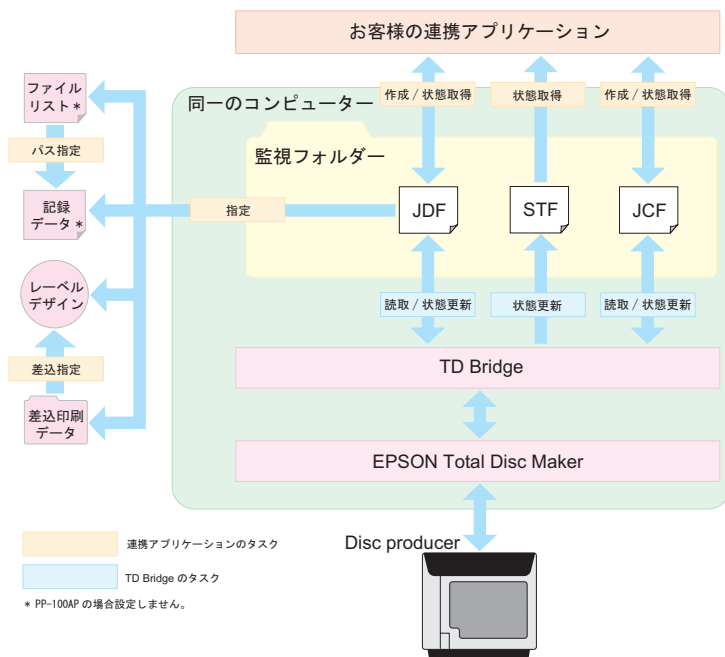 お客様の連携アプリケーション
ファイル
リスト*
同一のコンピューター
作成 / 状態取得
状態取得
作成 / 状態取得
パス指定
監視フォルダー
記録
データ*
指定
JDF
STF
JCF
レーベル
デザイン
読取 / 状態更新
状態更新
読取 / 状態更新
差込指定
TD Bridge
差込印刷
データ
EPSON Total Disc Maker
連携アプリケーションのタスク
Disc producer
TD Bridge のタスク
* PP-100AP の場合設定しません。